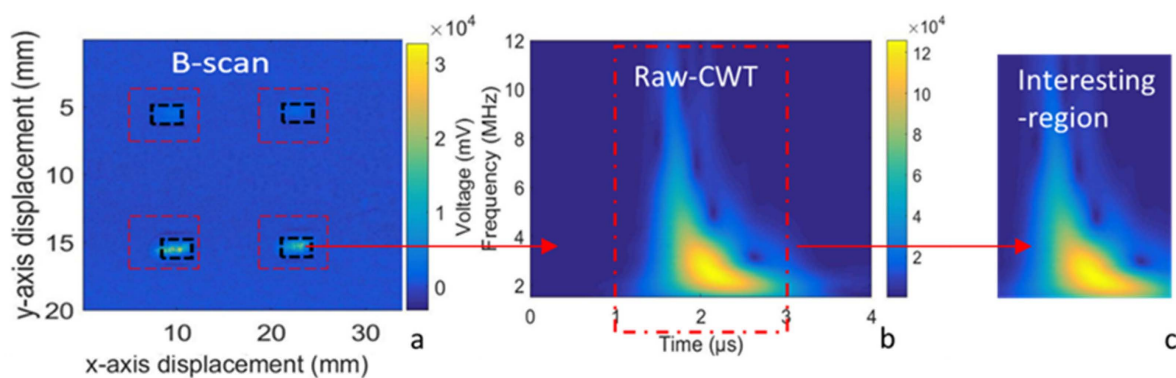 ×10⁴
B-scan
y-axis displacement (mm)
5
10
15
20
10
20
30
x-axis displacement (mm)
3
2
1
0
Voltage (mV)
a
Raw-CWT
Frequency (MHz)
12
10
8
6
4
2
0
1
2
3
4
Time (μs)
×10⁴
12
10
8
6
4
2
b
Interesting
-region
c